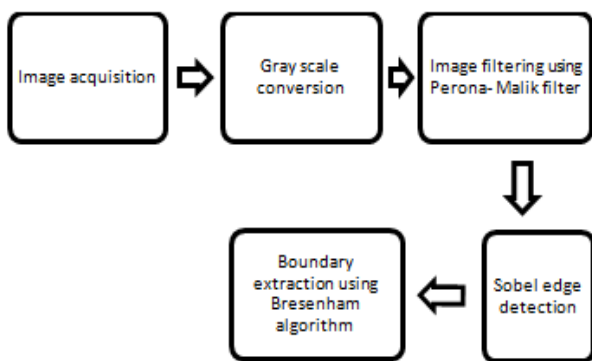 Image acquisition
Gray scale
conversion
Image filtering using
Perona- Malik filter
Sobel edge
detection
Boundary
extraction using
Bresenham
algorithm